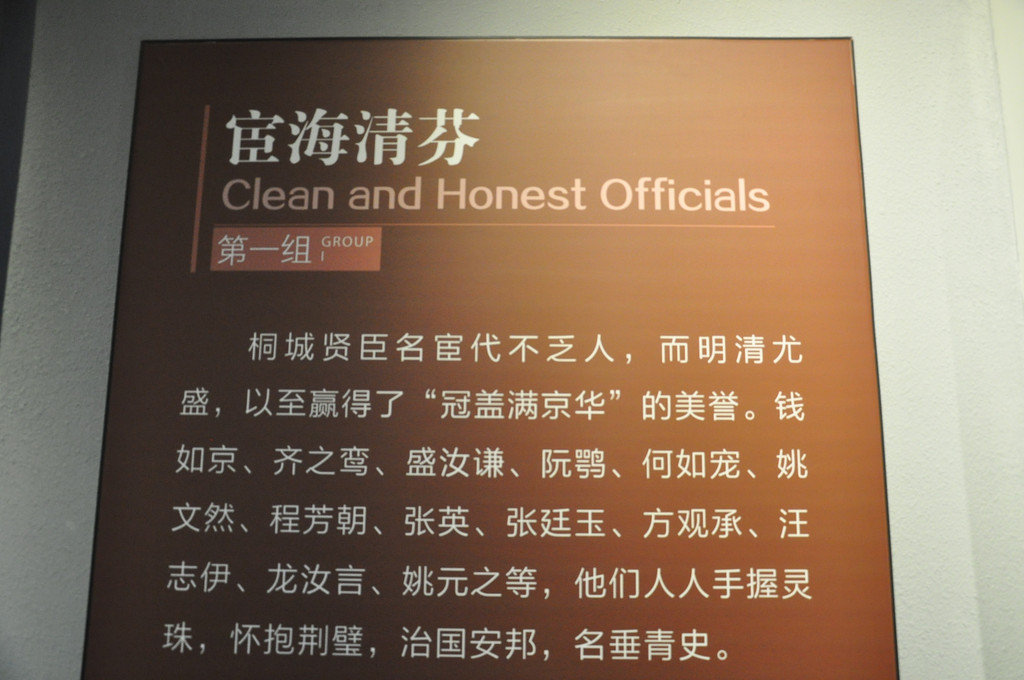 宦海清芬
Clean and Honest Officials
第一组 GROUP I
桐城贤臣名宦代不乏人，而明清尤
盛，以至赢得了“冠盖满京华”的美誉。钱
如京、齐之鸾、盛汝谦、阮鹗、何如宠、姚
文然、程芳朝、张英、张廷玉、方观承、汪
志伊、龙汝言、姚元之等，他们人人手握灵
珠，怀抱荆璧，治国安邦，名垂青史。